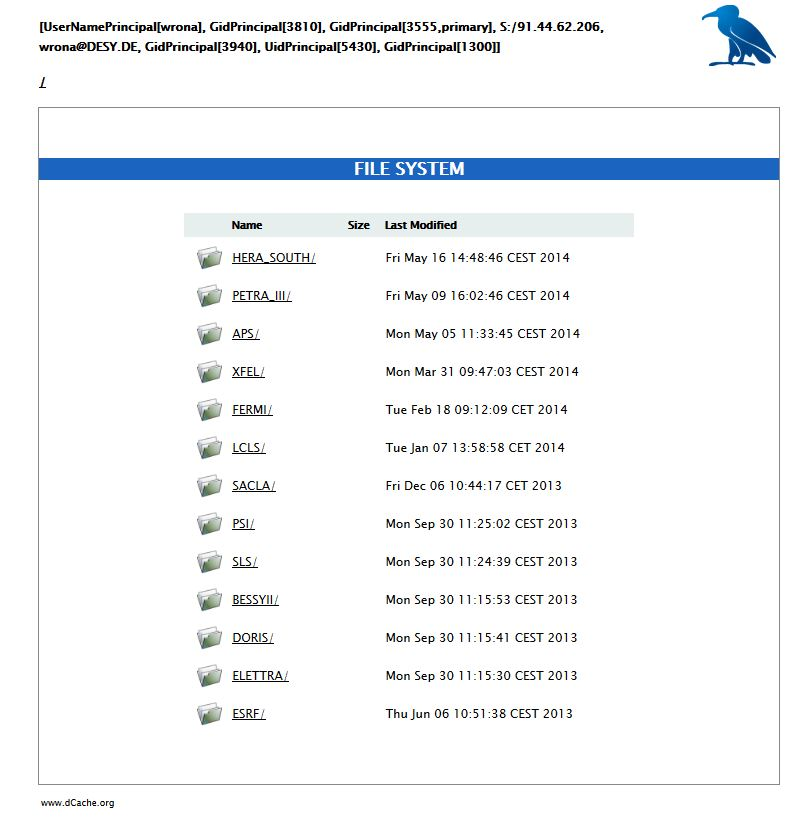 [UserNamePrincipal[wrona], GidPrincipal[3810], GidPrincipal[3555,primary], S:/91.44.62.206,
wrona@DESY.DE, GidPrincipal[3940], UidPrincipal[5430], GidPrincipal[1300]]
/
FILE SYSTEM
Name Size Last Modified
HERA_SOUTH/ Fri May 16 14:48:46 CEST 2014
PETRA_III/ Fri May 09 16:02:46 CEST 2014
APS/ Mon May 05 11:33:45 CEST 2014
XFEL/ Mon Mar 31 09:47:03 CEST 2014
FERMI/ Tue Feb 18 09:12:09 CET 2014
LCLS/ Tue Jan 07 13:58:58 CET 2014
SACLA/ Fri Dec 06 10:44:17 CET 2013
PSI/ Mon Sep 30 11:25:02 CEST 2013
SLS/ Mon Sep 30 11:24:39 CEST 2013
BESSYII/ Mon Sep 30 11:15:53 CEST 2013
DORIS/ Mon Sep 30 11:15:41 CEST 2013
ELETTRA/ Mon Sep 30 11:15:30 CEST 2013
ESRF/ Thu Jun 06 10:51:38 CEST 2013
www.dCache.org